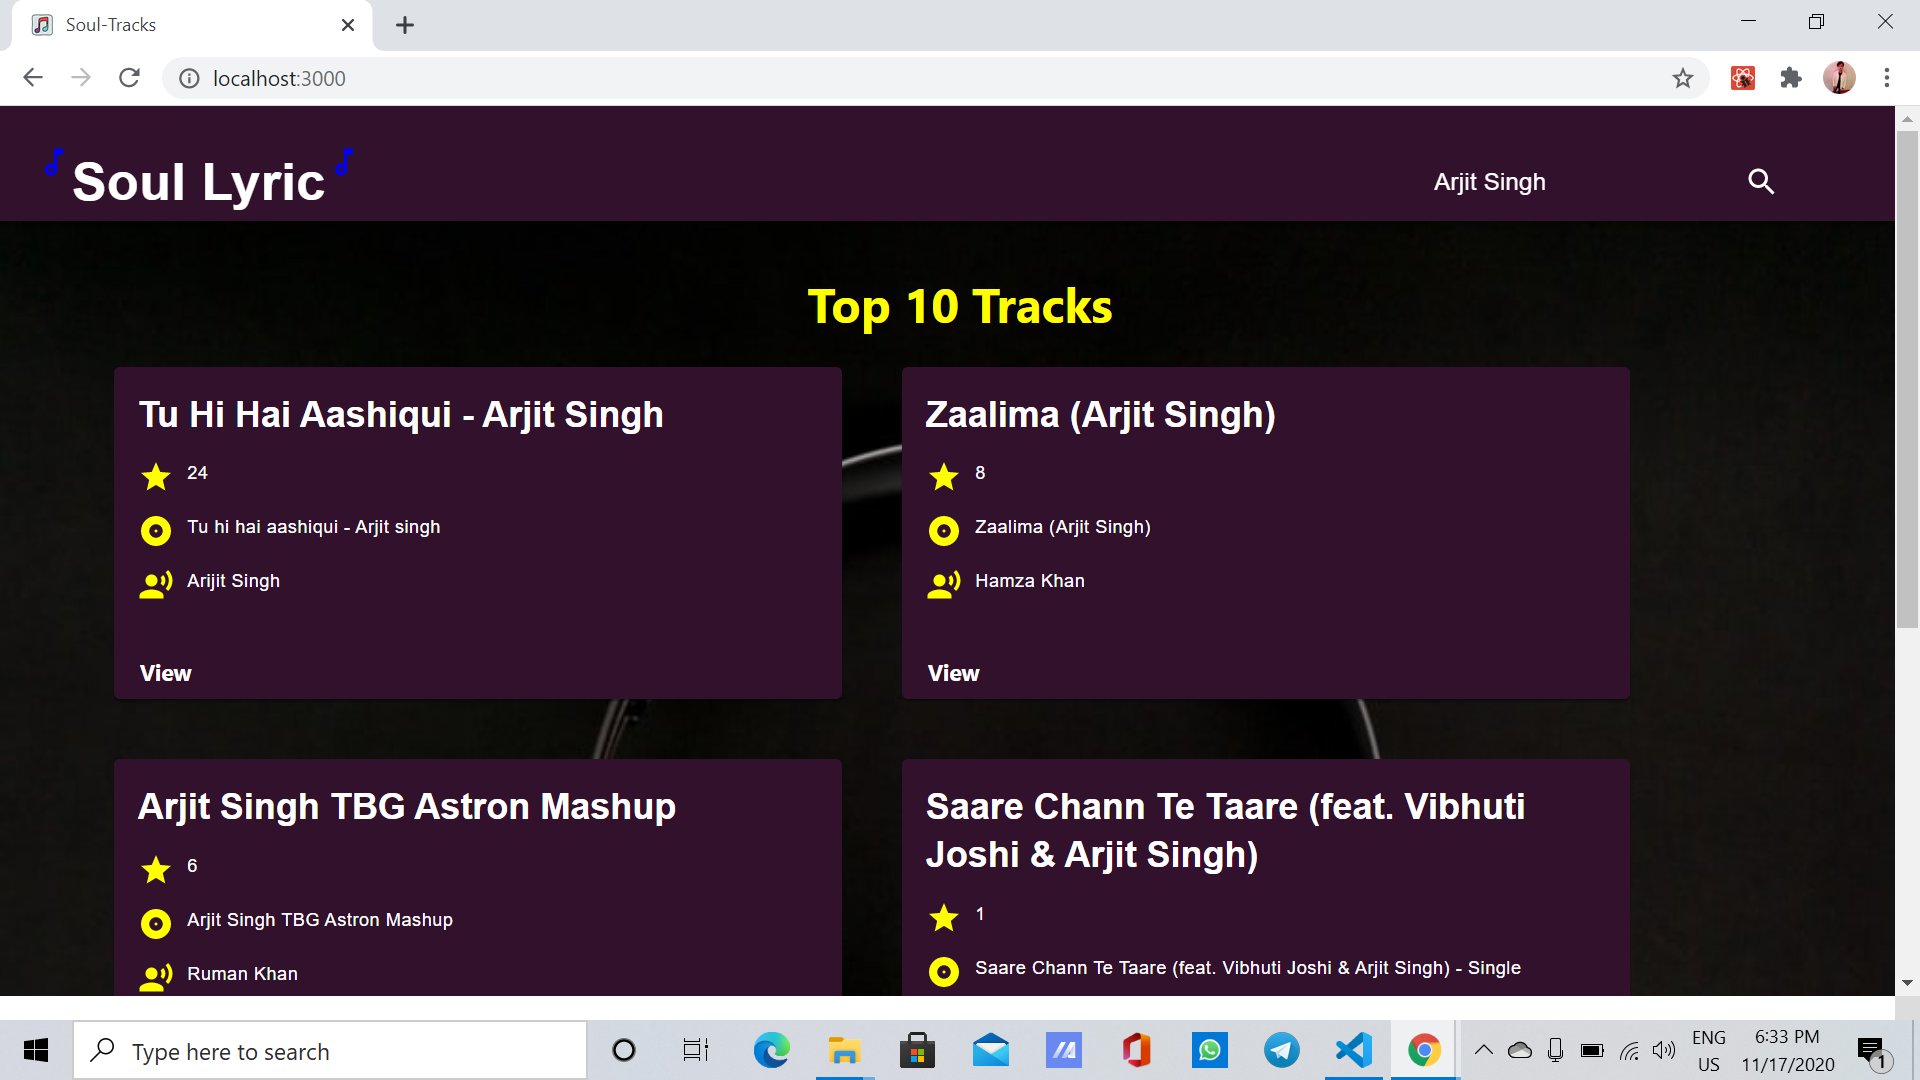 Soul-Tracks
localhost:3000
Soul Lyric
Arjit Singh
Top 10 Tracks
Tu Hi Hai Aashiqui - Arjit Singh
24
Tu hi hai aashiqui - Arjit singh
Arijit Singh
View
Zaalima (Arjit Singh)
8
Zaalima (Arjit Singh)
Hamza Khan
View
Arjit Singh TBG Astron Mashup
6
Arjit Singh TBG Astron Mashup
Ruman Khan
Saare Chann Te Taare (feat. Vibhuti
Joshi & Arjit Singh)
1
Saare Chann Te Taare (feat. Vibhuti Joshi & Arjit Singh) - Single
Type here to search
ENG
US
6:33 PM
11/17/2020
1